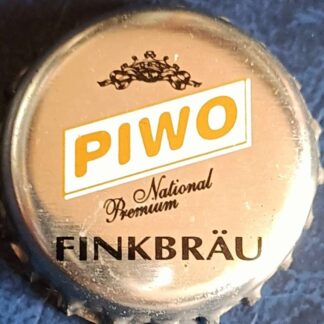 PIWO
National
Premium
FINKBRÄU